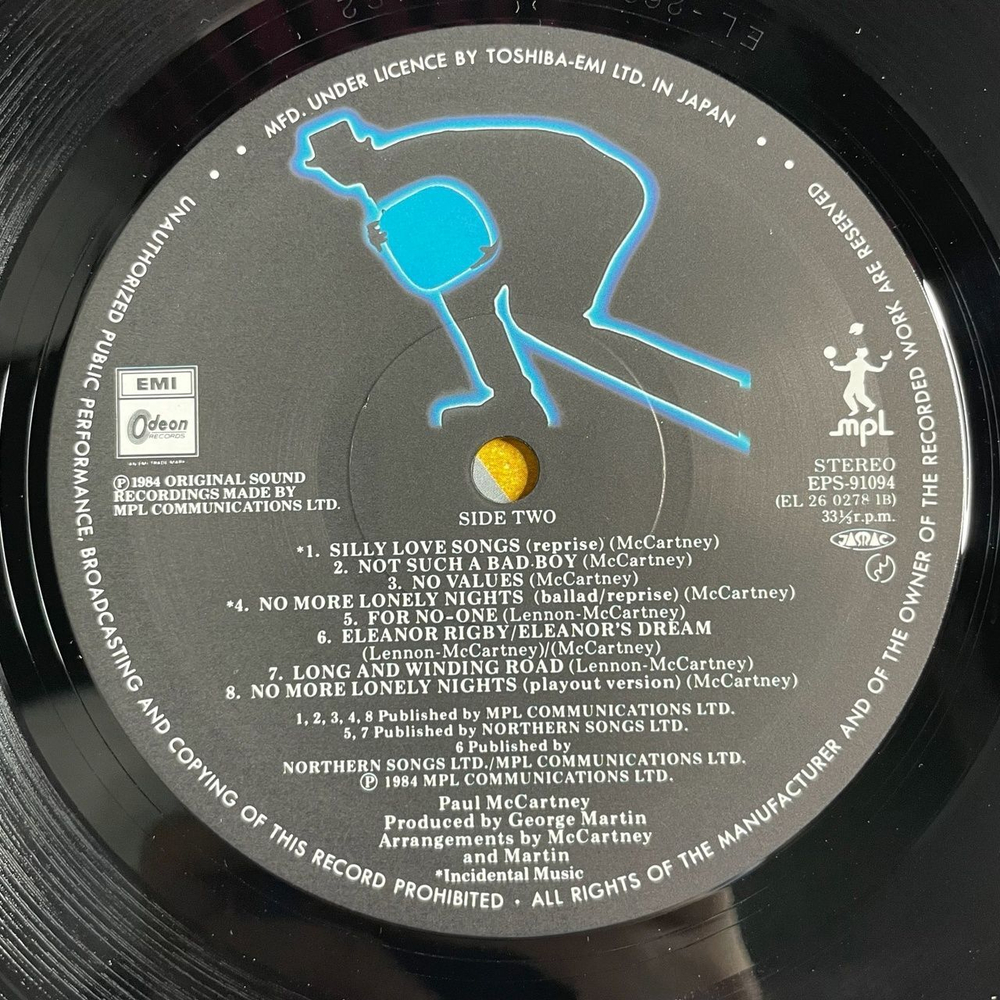 MFD. UNDER LICENCE BY TOSHIBA-EMI LTD. IN JAPAN
UNAUTHORIZED PUBLIC PERFORMANCE, BROADCASTING AND COPYING OF THIS RECORD PROHIBITED · ALL RIGHTS OF THE MANUFACTURER AND OF THE OWNER OF THE RECORDED WORK ARE RESERVED
EMI
Odeon
RECORDS
AN EMI TRADE MARK
Ⓟ1984 ORIGINAL SOUND
RECORDINGS MADE BY
MPL COMMUNICATIONS LTD.
mpL
STEREO
EPS-91094
(EL 26 0278 1B)
33⅓r.p.m.
JASRAC
SIDE TWO
*1. SILLY LOVE SONGS (reprise) (McCartney)
2. NOT SUCH A BAD BOY (McCartney)
3. NO VALUES (McCartney)
*4. NO MORE LONELY NIGHTS (ballad/reprise) (McCartney)
5. FOR NO-ONE (Lennon-McCartney)
6. ELEANOR RIGBY/ELEANOR'S DREAM
(Lennon-McCartney)/(McCartney)
7. LONG AND WINDING ROAD (Lennon-McCartney)
8. NO MORE LONELY NIGHTS (playout version) (McCartney)
1, 2, 3, 4, 8 Published by MPL COMMUNICATIONS LTD.
5, 7 Published by NORTHERN SONGS LTD.
6 Published by
NORTHERN SONGS LTD./MPL COMMUNICATIONS LTD.
Ⓟ 1984 MPL COMMUNICATIONS LTD.
Paul McCartney
Produced by George Martin
Arrangements by McCartney
and Martin
*Incidental Music